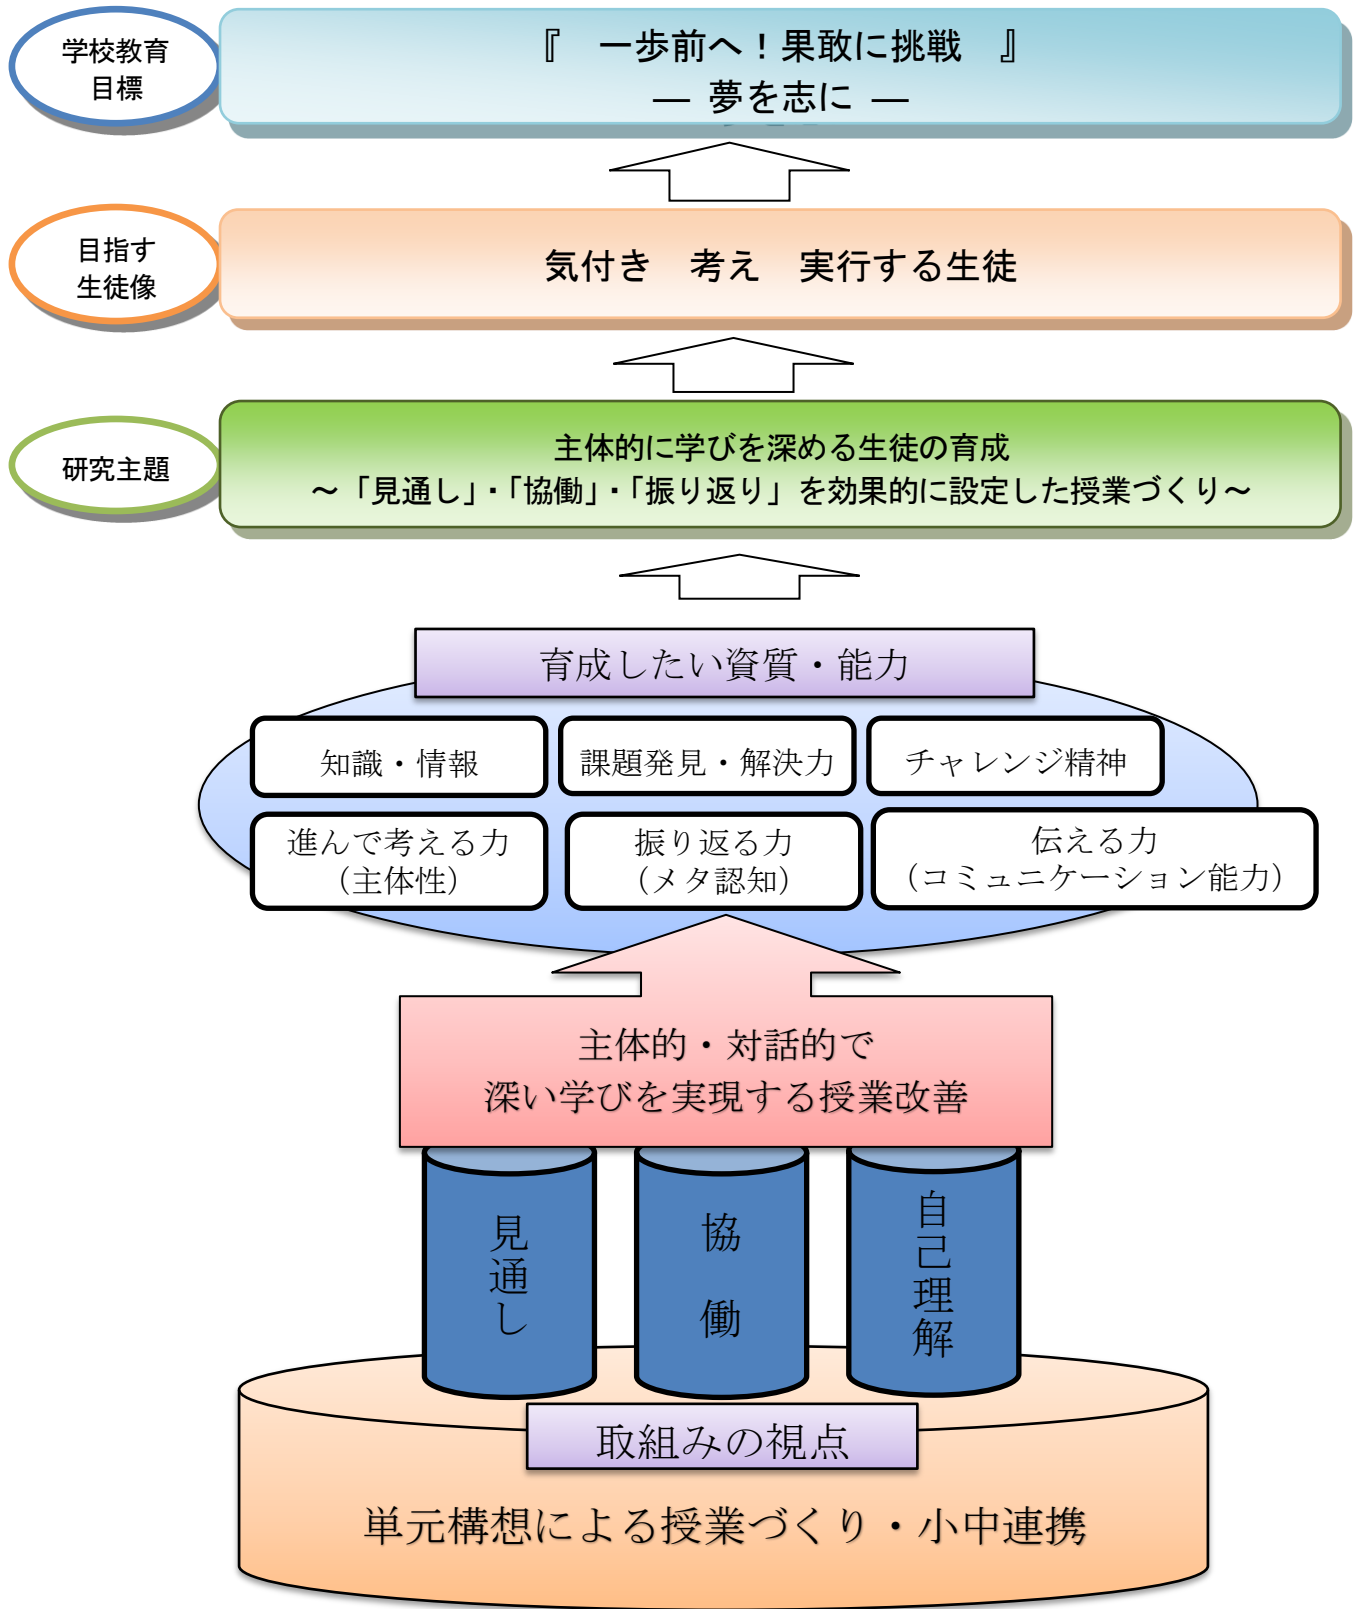 学校教育
目標
『　一歩前へ！果敢に挑戦　』
― 夢を志に ―
目指す
生徒像
気付き　考え　実行する生徒
研究主題
主体的に学びを深める生徒の育成
～「見通し」・「協働」・「振り返り」を効果的に設定した授業づくり～
育成したい資質・能力
知識・情報
課題発見・解決力
チャレンジ精神
進んで考える力
（主体性）
振り返る力
（メタ認知）
伝える力
（コミュニケーション能力）
主体的・対話的で
深い学びを実現する授業改善
見通し
協働
自己理解
取組みの視点
単元構想による授業づくり・小中連携